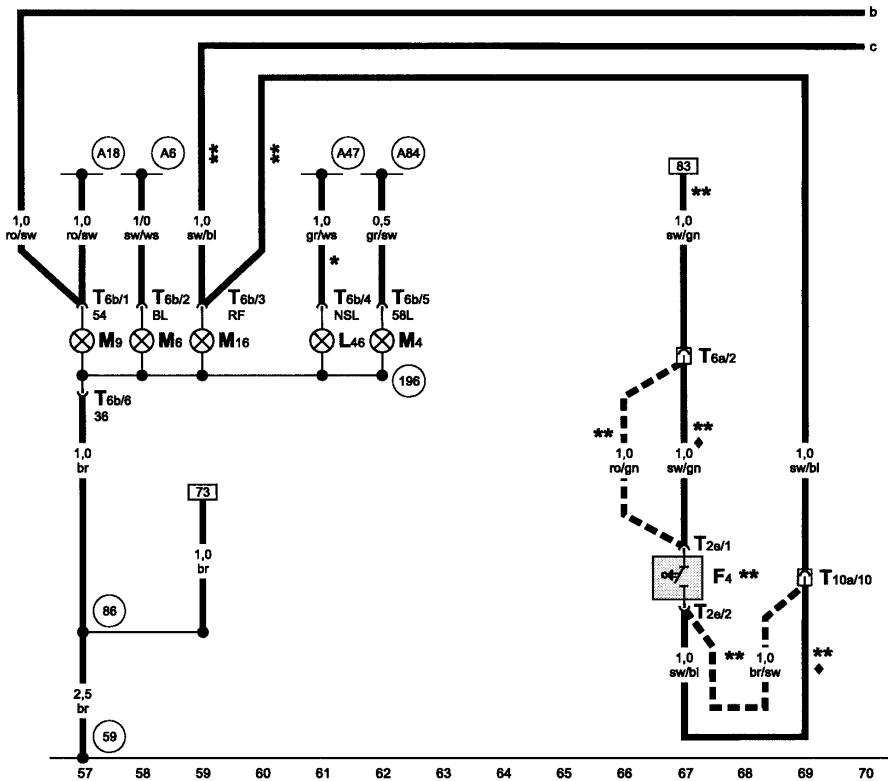 b
c
A18
A6
A47
A84
**
**
83
**
1,0
ro/sw
1,0
ro/sw
1/0
sw/ws
1,0
sw/bl
1,0
gr/ws
0,5
gr/sw
1,0
sw/gn
*
T6b/1
54
T6b/2
BL
T6b/3
RF
T6b/4
NSL
T6b/5
58L
M9
M6
M16
L46
M4
T6a/2
196
T6b/6
36
**
**
1,0
br
1,0
ro/gn
1,0
sw/gn
1,0
sw/bl
73
1,0
br
T2e/1
F4 **
T10a/10
T2e/2
86
1,0
sw/bl
**
1,0
br/sw
**
2,5
br
59
57 58 59 60 61 62 63 64 65 66 67 68 69 70